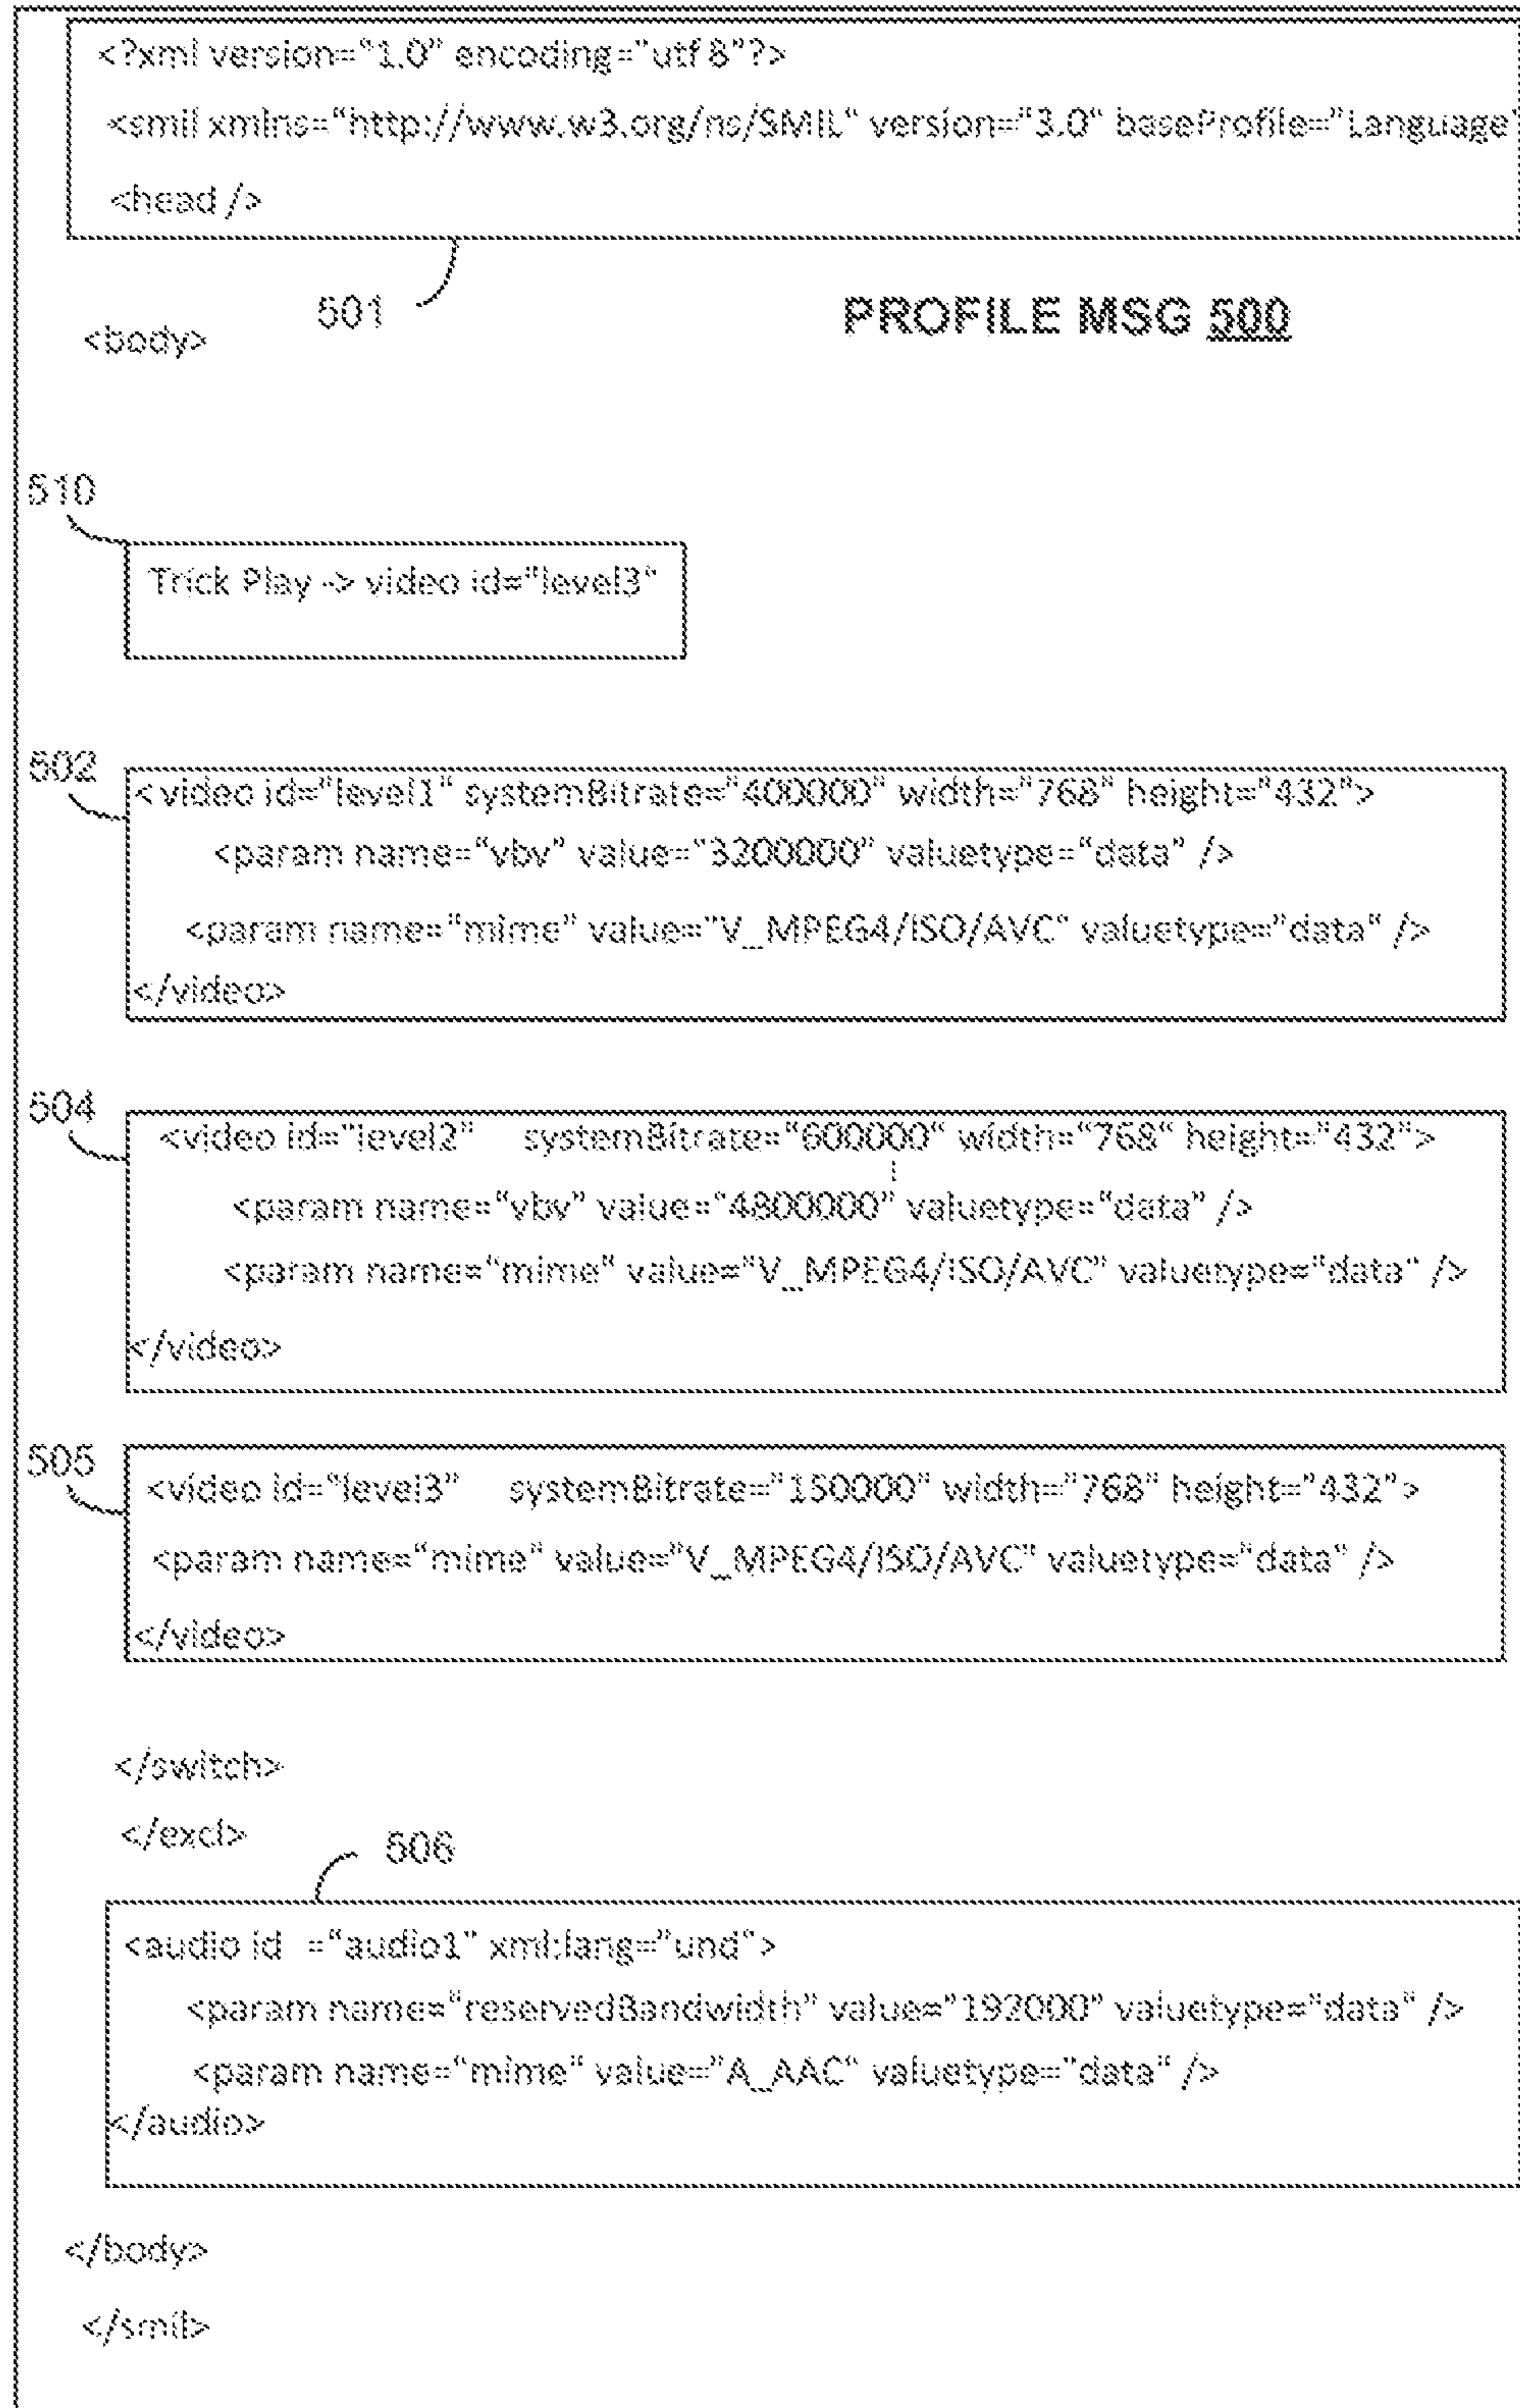 <?xml version="1.0" encoding="utf 8"?>
<smil xmlns="http://www.w3.org/ns/SMIL" version="3.0" baseProfile="Language"
<head />
501
PROFILE MSG 500
<body>
510
Trick Play -> video id="level3"
502
<video id="level1" systemBitrate="400000" width="768" height="432">
<param name="vbv" value="3200000" valuetype="data" />
<param name="mime" value="V_MPEG4/ISO/AVC" valuetype="data" />
</video>
504
<video id="level2" systemBitrate="600000" width="768" height="432">
<param name="vbv" value="4800000" valuetype="data" />
<param name="mime" value="V_MPEG4/ISO/AVC" valuetype="data" />
</video>
505
<video id="level3" systemBitrate="150000" width="768" height="432">
<param name="mime" value="V_MPEG4/ISO/AVC" valuetype="data" />
</video>
</switch>
</excl>
506
<audio id ="audio1" xml:lang="und">
<param name="reservedBandwidth" value="192000" valuetype="data" />
<param name="mime" value="A_AAC" valuetype="data" />
</audio>
</body>
</smil>